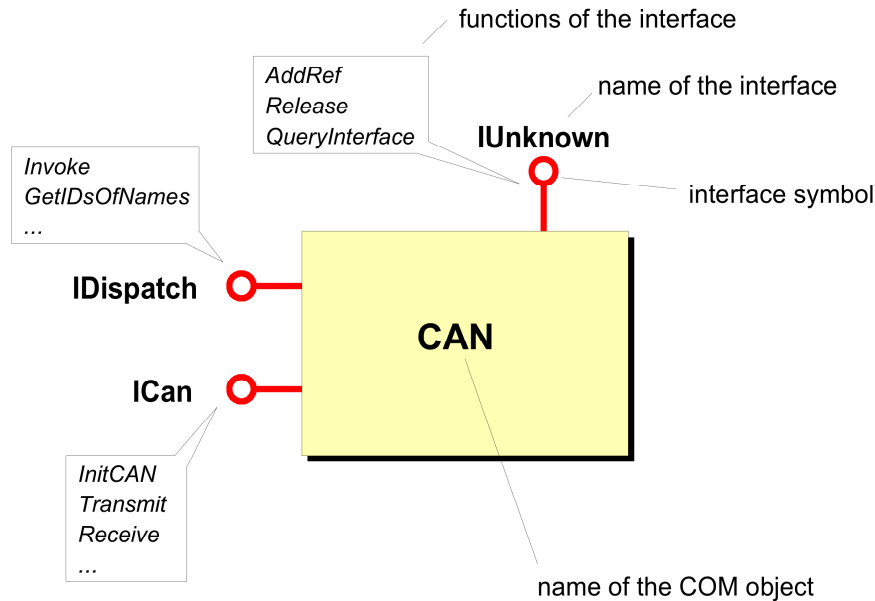 functions of the interface
AddRef
Release
QueryInterface
name of the interface
IUnknown
interface symbol
Invoke
GetIDsOfNames
...
IDispatch
CAN
ICan
InitCAN
Transmit
Receive
...
name of the COM object